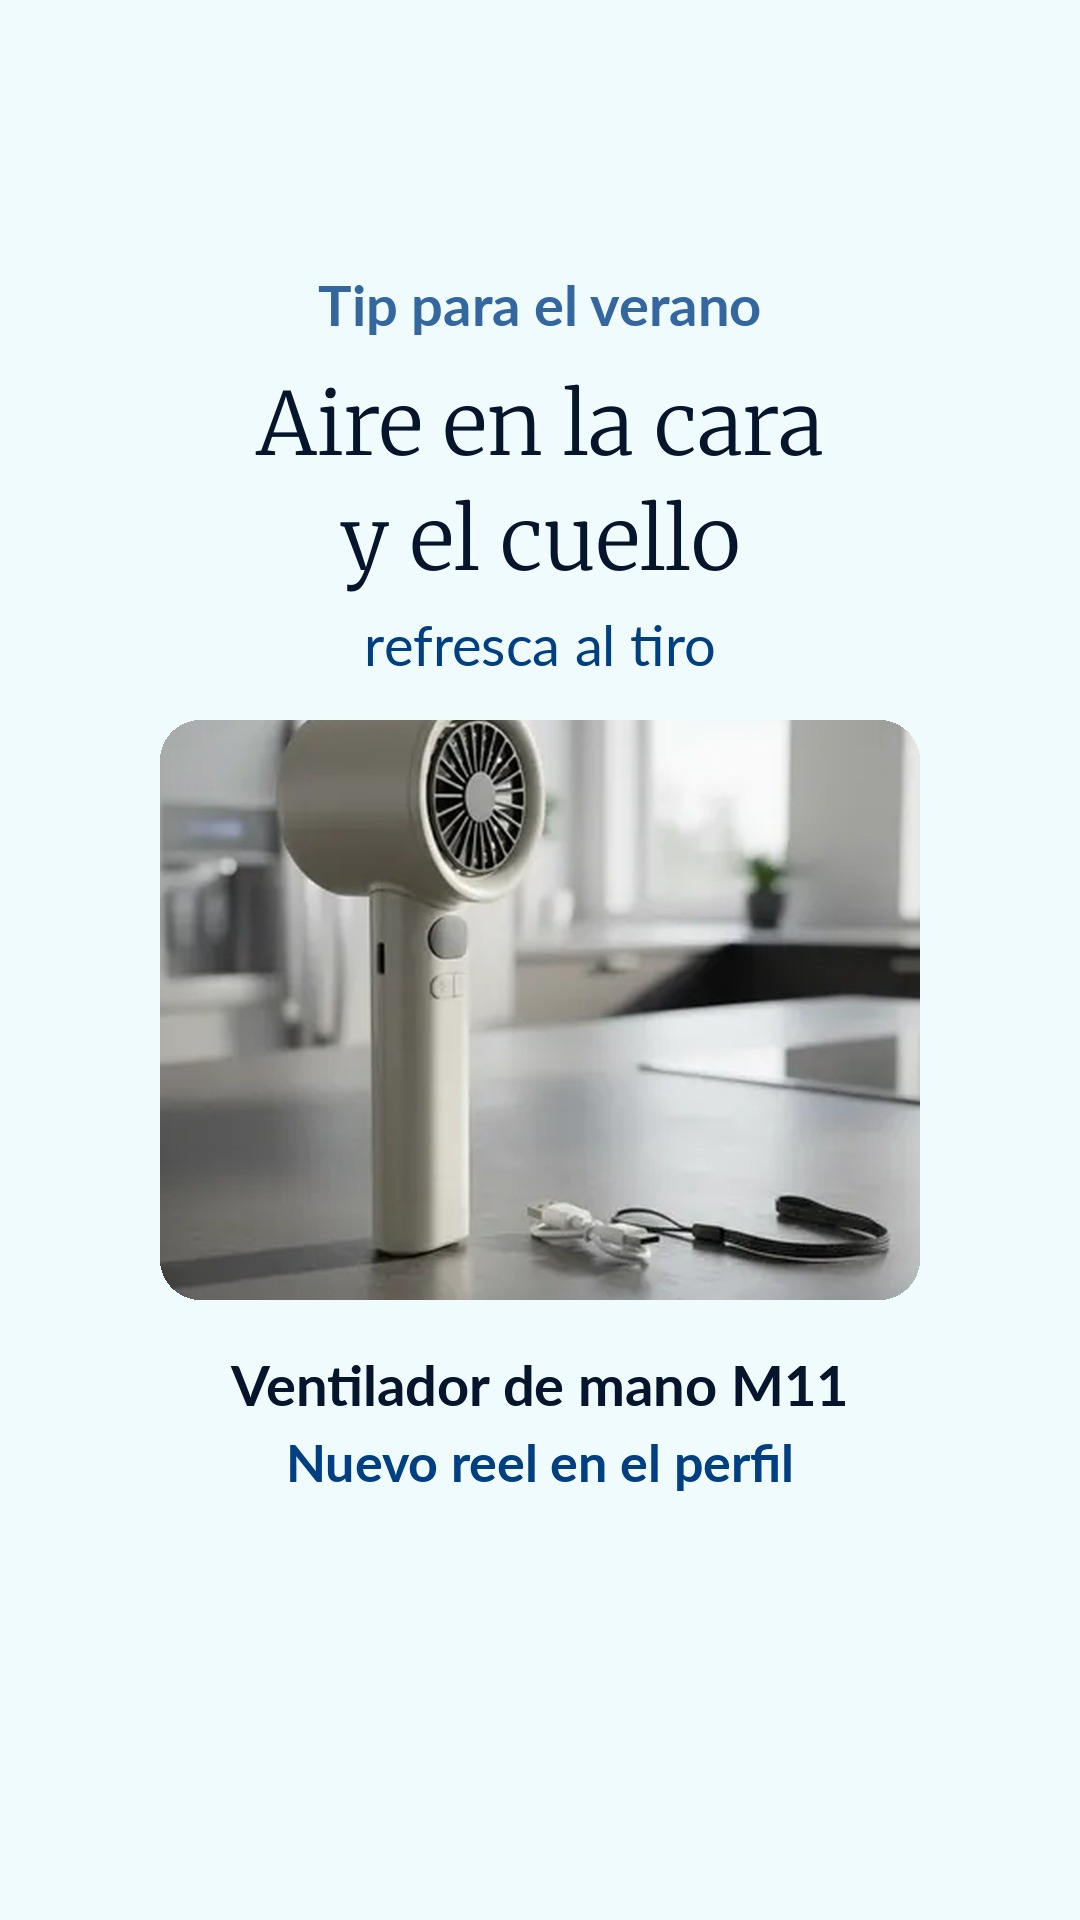 Tip para el verano
Aire en la cara
y el cuello
refresca al tiro
Ventilador de mano M11
Nuevo reel en el perfil